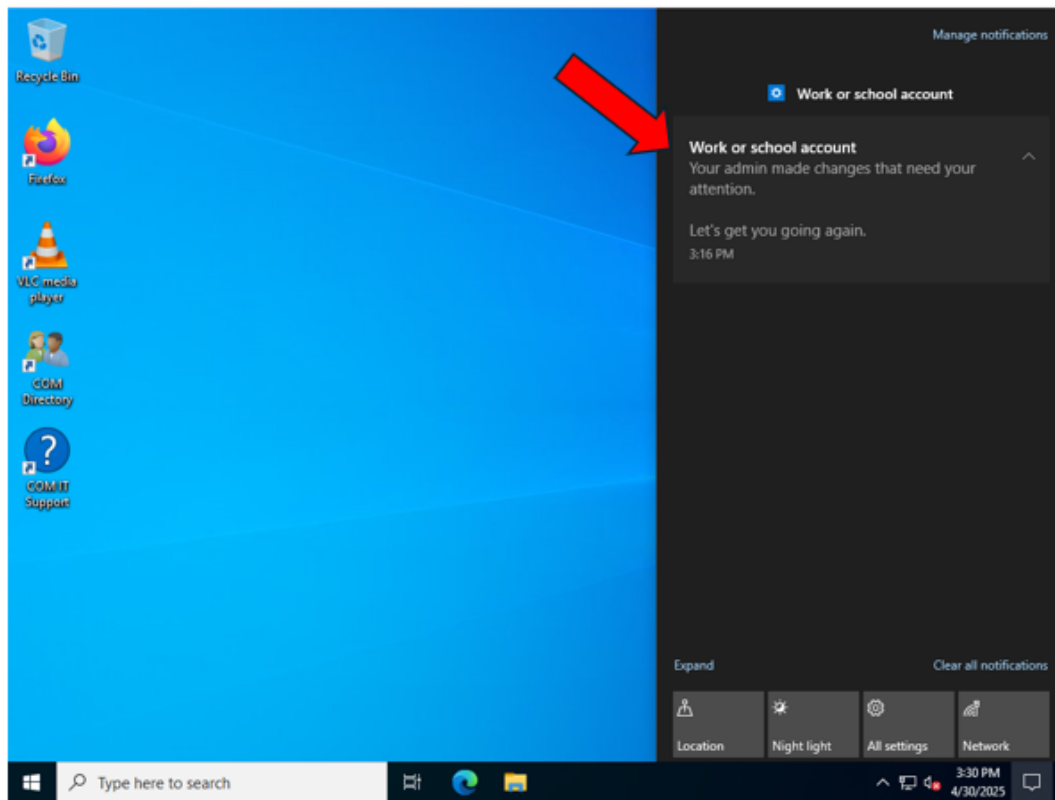 Recycle Bin
Firefox
VLC media
player
COM
Directory
?
COM IT
Support
Manage notifications
Work or school account
Work or school account
Your admin made changes that need your
attention.
Let's get you going again.
3:16 PM
Expand
Clear all notifications
Location
Night light
All settings
Network
Type here to search
3:30 PM
4/30/2025